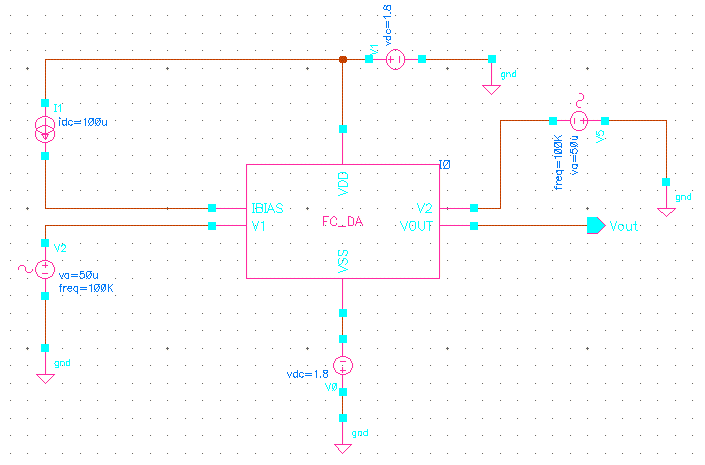 vdc=1.8
V1
gnd
I1
idc=100u
freq=100K
va=50u
V3
gnd
I0
VDD
IBIAS
V2
FC_DA
V1
VOUT
Vout
VSS
V2
va=50u
freq=100K
gnd
vdc=1.8
V0
gnd